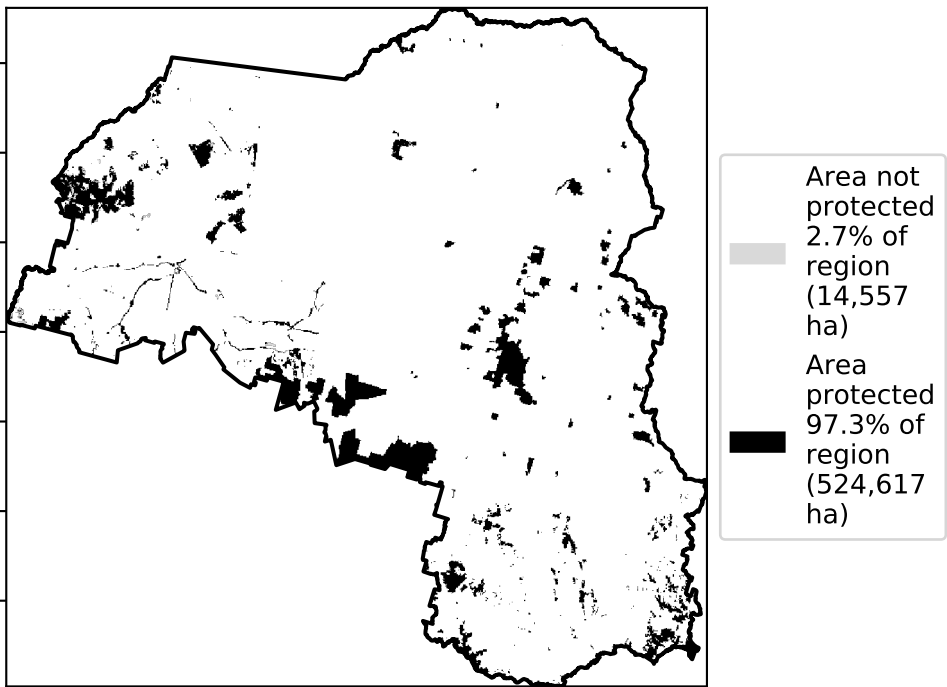 Area not
protected
2.7% of
region
(14,557
ha)
Area
protected
97.3% of
region
(524,617
ha)